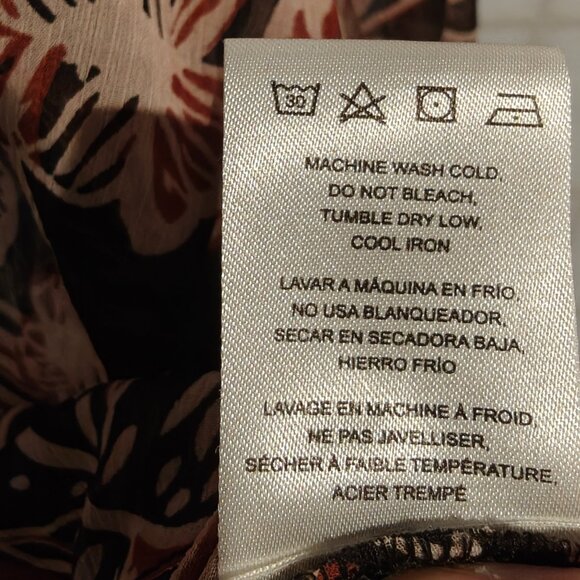 30
MACHINE WASH COLD,
DO NOT BLEACH,
TUMBLE DRY LOW,
COOL IRON
LAVAR A MÁQUINA EN FRÍO,
NO USA BLANQUEADOR,
SECAR EN SECADORA BAJA,
HIERRO FRÍO
LAVAGE EN MACHINE À FROID,
NE PAS JAVELLISER,
SÉCHER À FAIBLE TEMPÉRATURE,
ACIER TREMPÉ